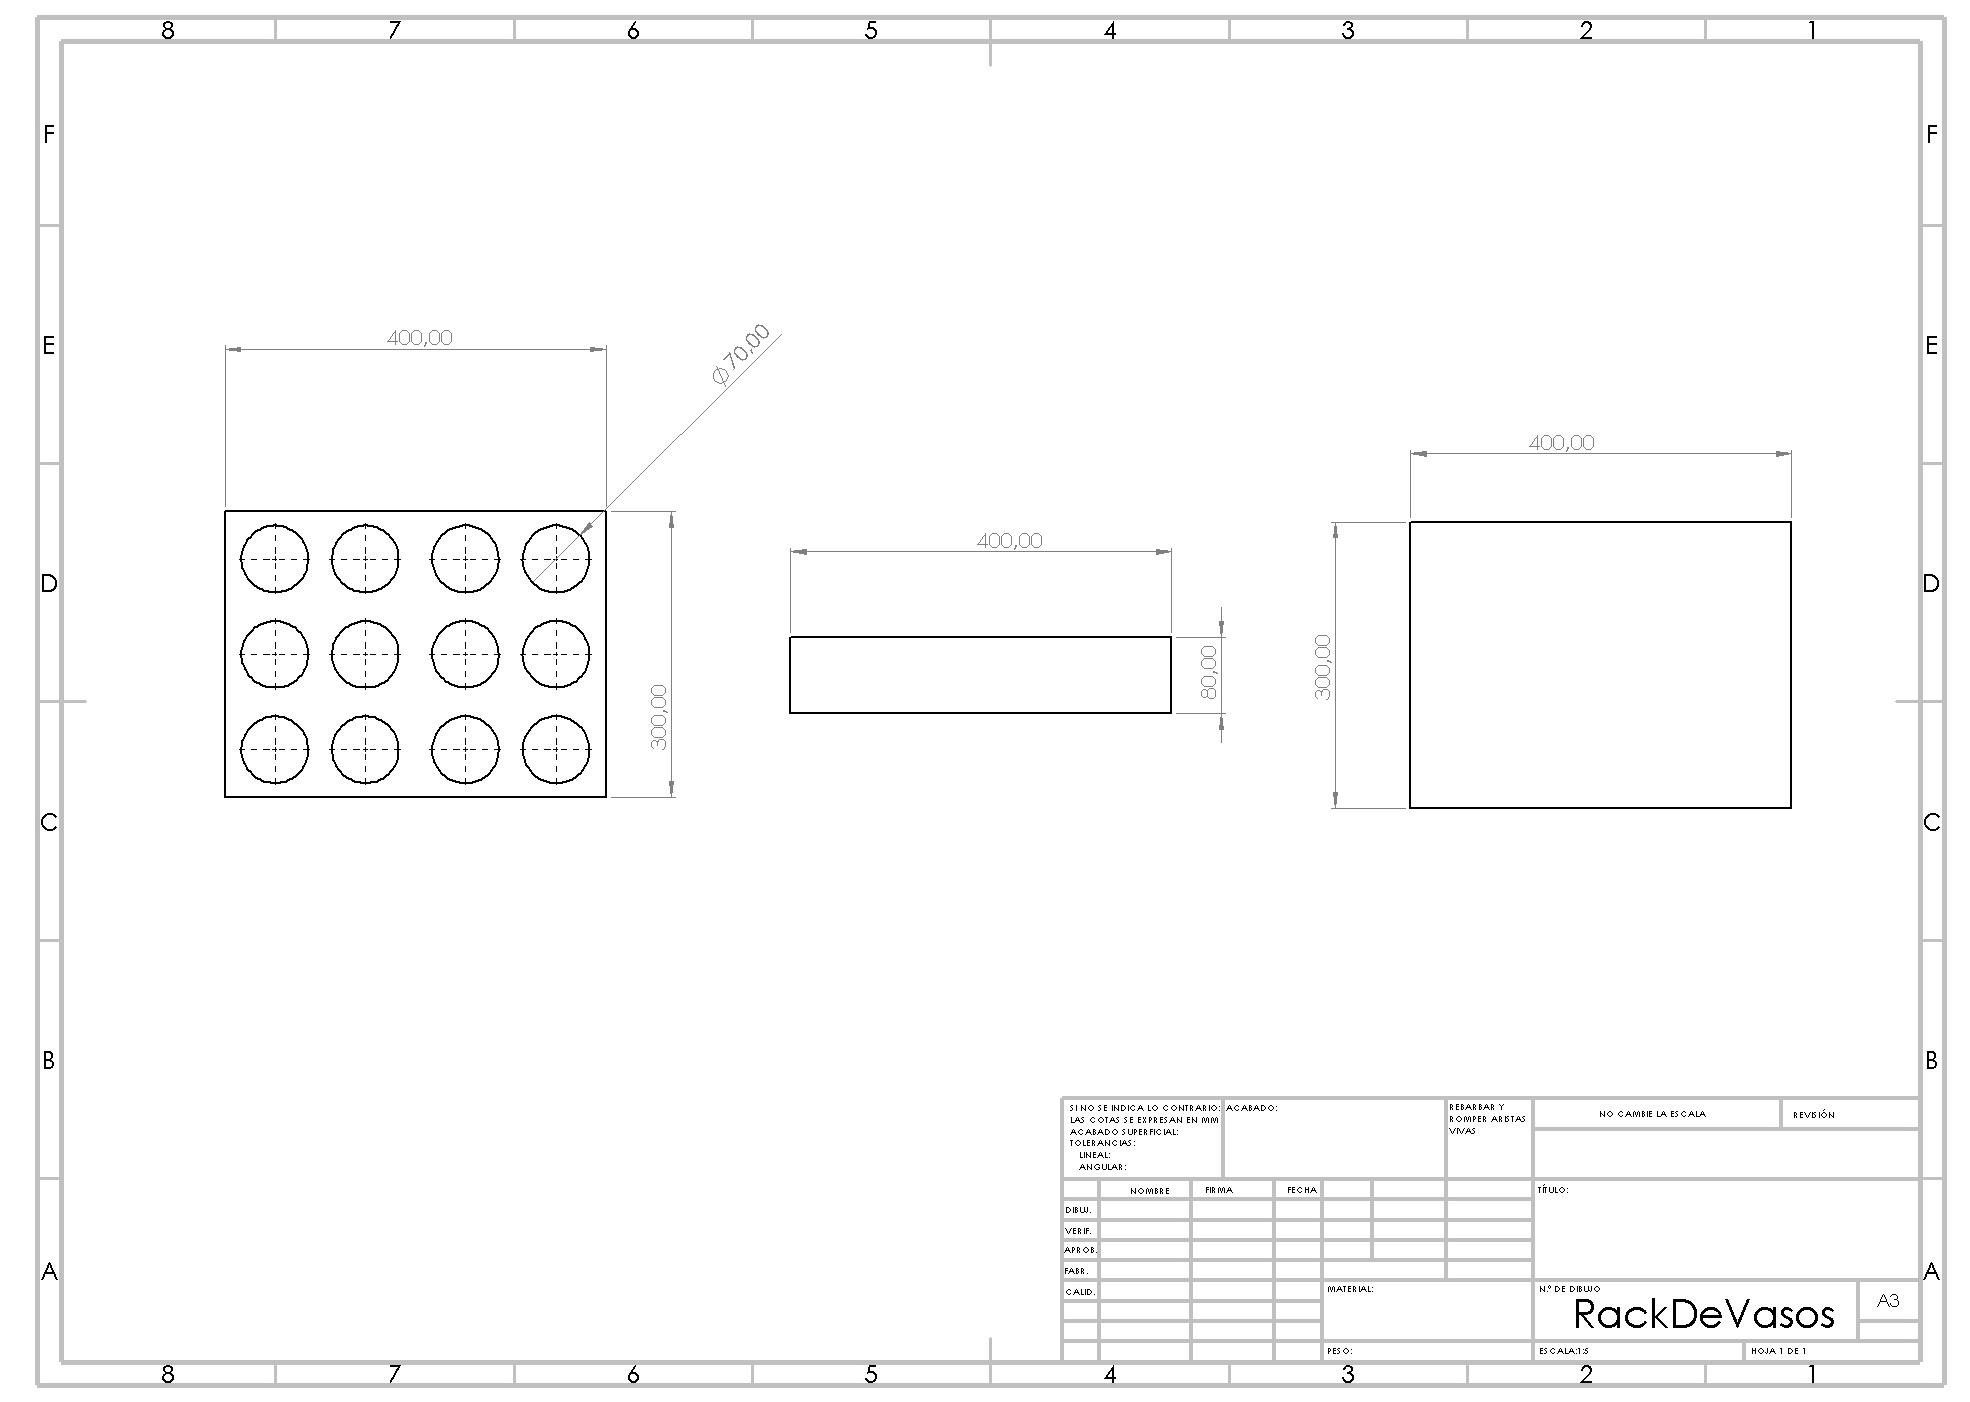 8 7 6 5 4 3 2 1
F F
E E
400,00
Ø70,00
400,00
400,00
D D
300,00
80,00
300,00
C C
B B
SI NO SE INDICA LO CONTRARIO:
LAS COTAS SE EXPRESAN EN MM
ACABADO SUPERFICIAL:
TOLERANCIAS:
LINEAL:
ANGULAR:
ACABADO:
REBARBAR Y
ROMPER ARISTAS
VIVAS
NO CAMBIE LA ESCALA
REVISIÓN
NOMBRE FIRMA FECHA
DIBUJ.
VERIF.
APROB.
FABR.
CALID.
TÍTULO:
A A
MATERIAL:
N.º DE DIBUJO
RackDeVasos
A3
PESO:
ESCALA:1:5
HOJA 1 DE 1
8 7 6 5 4 3 2 1